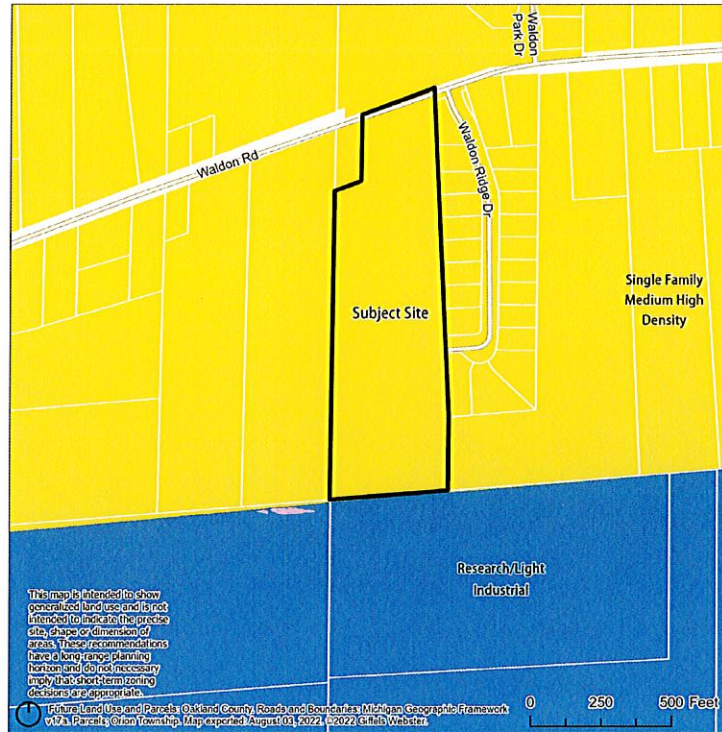 Waldon
Park Dr
Waldon Rd
Waldon Ridge Dr
Subject Site
Single Family
Medium High
Density
Research/Light
Industrial
This map is intended to show
generalized land use and is not
intended to indicate the precise
site, shape or dimension of
areas. These recommendations
have a long-range planning
horizon and do not necessary
imply that short-term zoning
decisions are appropriate.
0 250 500 Feet
Future Land Use and Parcels: Oakland County. Roads and Boundaries: Michigan Geographic Framework
v17a. Parcels: Orion Township. Map exported: August 03, 2022. ©2022 Giffels Webster.